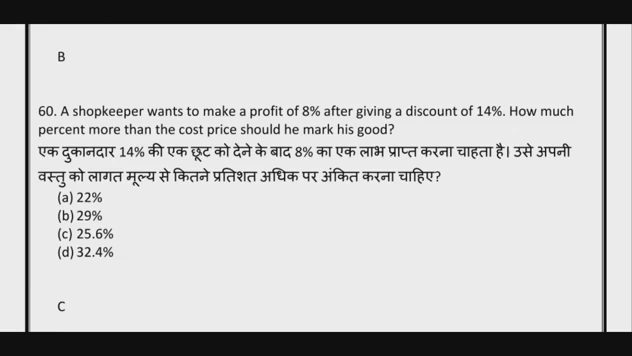 B
60. A shopkeeper wants to make a profit of 8% after giving a discount of 14%. How much
percent more than the cost price should he mark his good?
एक दुकानदार 14% की एक छूट को देने के बाद 8% का एक लाभ प्राप्त करना चाहता है। उसे अपनी
वस्तु को लागत मूल्य से कितने प्रतिशत अधिक पर अंकित करना चाहिए?
(a) 22%
(b) 29%
(c) 25.6%
(d) 32.4%
C